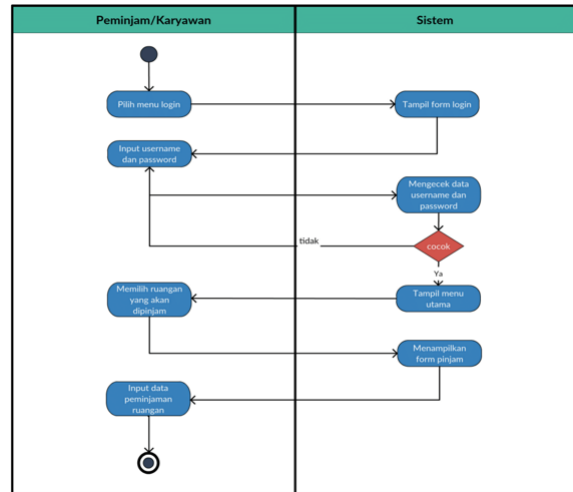 Peminjam/Karyawan
Sistem
Pilih menu login
Tampil form login
Input username
dan password
Mengecek data
username dan
password
tidak
cocok
Ya
Memilih ruangan
yang akan
dipinjam
Tampil menu
utama
Menampilkan
form pinjam
Input data
peminjaman
ruangan